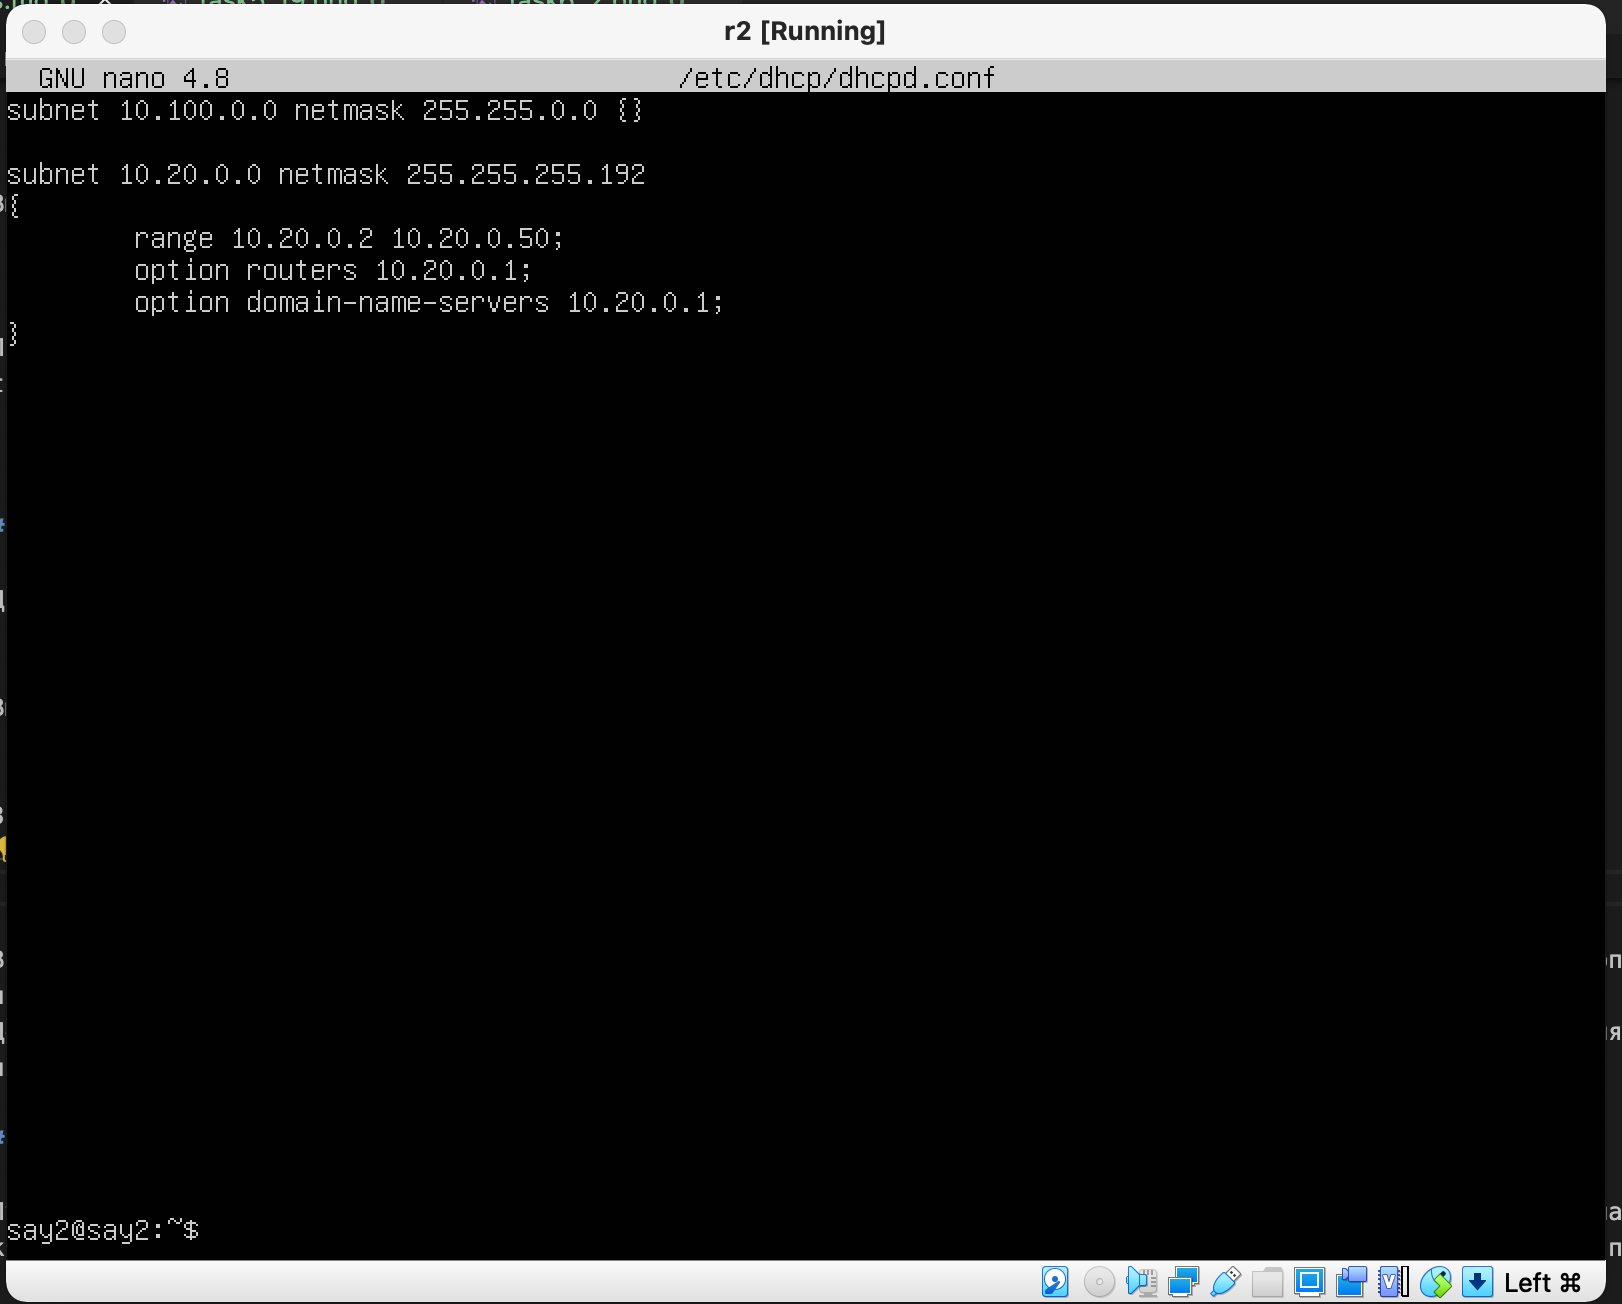 r2 [Running]
GNU nano 4.8 /etc/dhcp/dhcpd.conf
subnet 10.100.0.0 netmask 255.255.0.0 {}
subnet 10.20.0.0 netmask 255.255.255.192
{
range 10.20.0.2 10.20.0.50;
option routers 10.20.0.1;
option domain-name-servers 10.20.0.1;
}
say2@say2:~$
Left ⌘